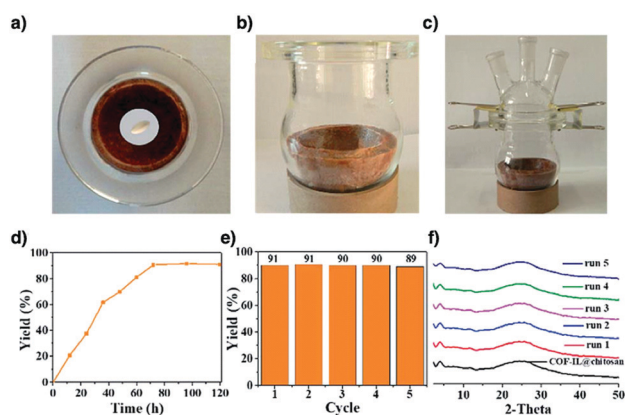 a)
b)
c)
d)
100
80
60
40
20
0
Yield (%)
0 20 40 60 80 100 120
Time (h)
e)
91 91 90 90 89
100
80
60
40
20
0
Yield (%)
1 2 3 4 5
Cycle
f)
run 5
run 4
run 3
run 2
run 1
COF-IL@chitosan
10 20 30 40 50
2-Theta